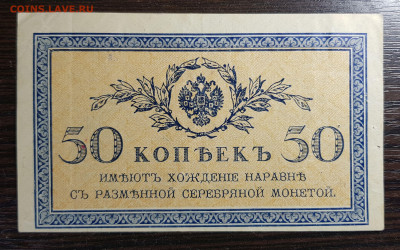 COINS.LAVE.RU
50 КОПѢЕКЪ 50
ИМѢЮТЪ ХОЖДЕНІЕ НАРАВНѢ
СЪ РАЗМѢННОЙ СЕРЕБРЯНОЙ МОНЕТОЙ.